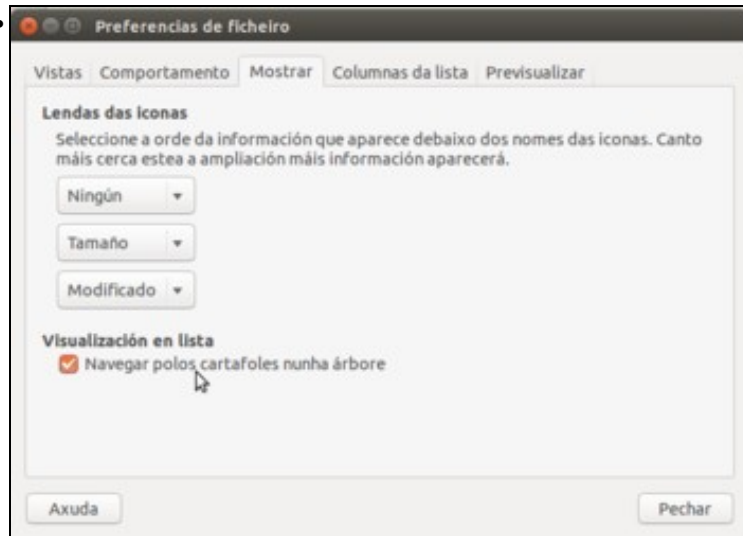 Preferencias de ficheiro
Vistas Comportamento Mostrar Columnas da lista Previsualizar
Lendas das iconas
Seleccione a orde da información que aparece debaixo dos nomes das iconas. Canto
máis cerca estea a ampliación máis información aparecerá.
Ningún
Tamaño
Modificado
Visualización en lista
Navegar polos cartafoles nunha árbore
Axuda Pechar